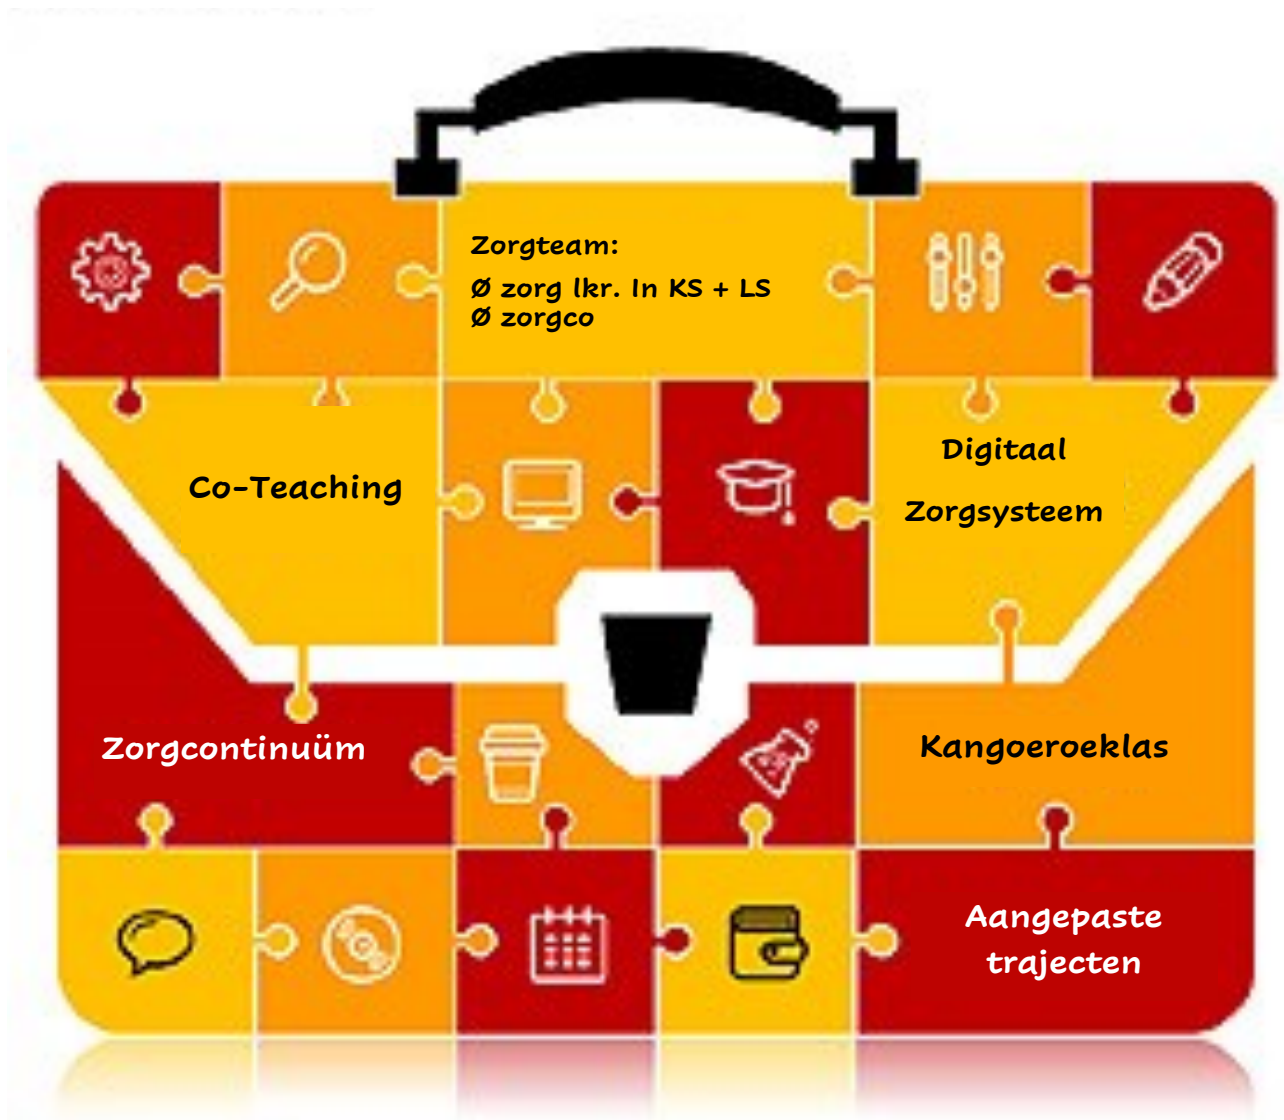 Zorgteam:
Ø zorg lkr. In KS + LS
Ø zorgco
Co-Teaching
Digitaal
Zorgsysteem
Zorgcontinuüm
Kangoeroeklas
Aangepaste
trajecten